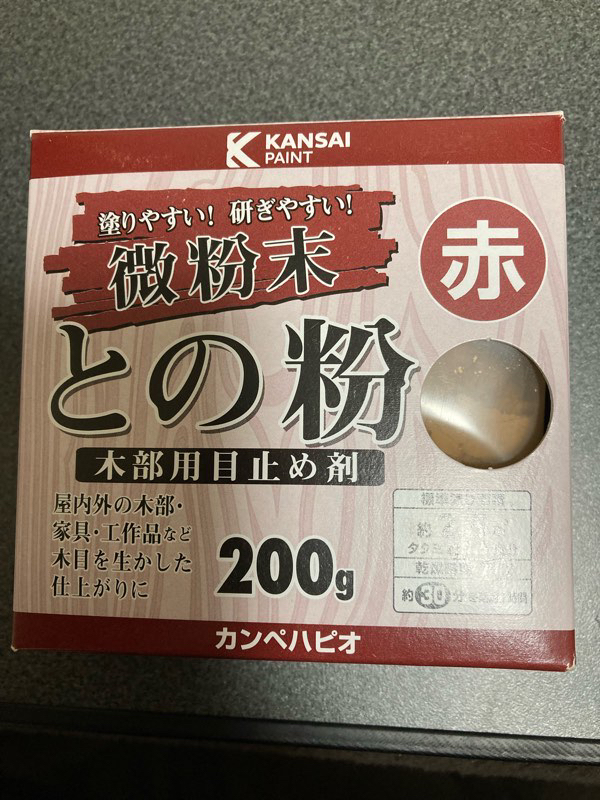 KANSAI
PAINT
塗りやすい! 研ぎやすい!
微粉末
赤
との粉
木部用目止め剤
屋内外の木部・
家具・工作品など
木目を生かした
仕上がりに
200g
約30分
カンペハピオ